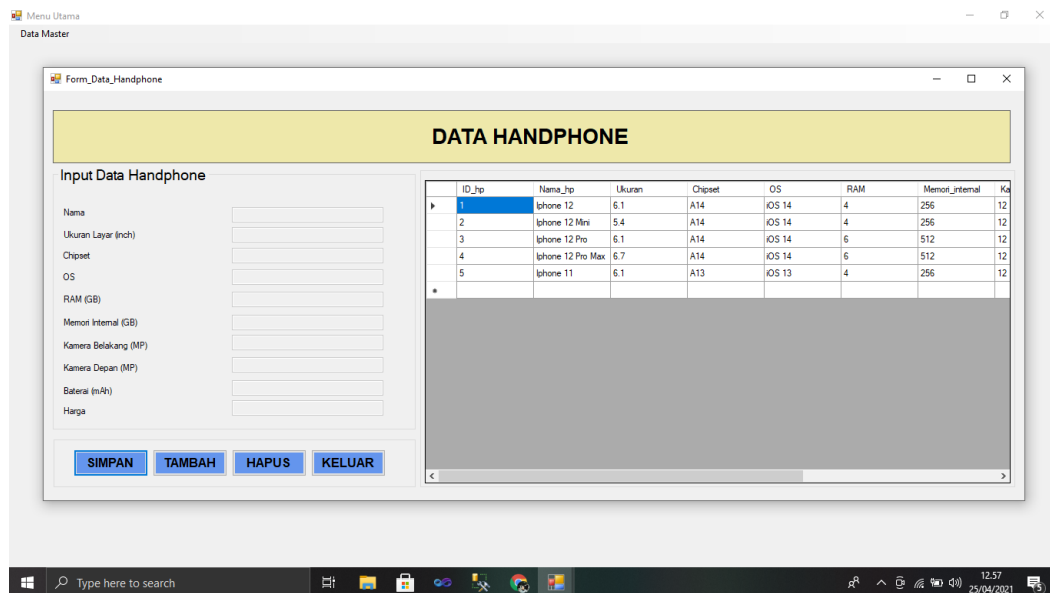 Menu Utama
Data Master
Form_Data_Handphone
DATA HANDPHONE
Input Data Handphone
Nama
Ukuran Layar (inch)
Chipset
OS
RAM (GB)
Memori Internal (GB)
Kamera Belakang (MP)
Kamera Depan (MP)
Baterai (mAh)
Harga
SIMPAN TAMBAH HAPUS KELUAR
ID_hp Nama_hp Ukuran Chipset OS RAM Memori_internal Ka
1 Iphone 12 6.1 A14 iOS 14 4 256 12
2 Iphone 12 Mini 5.4 A14 iOS 14 4 256 12
3 Iphone 12 Pro 6.1 A14 iOS 14 6 512 12
4 Iphone 12 Pro Max 6.7 A14 iOS 14 6 512 12
5 Iphone 11 6.1 A13 iOS 13 4 256 12
Type here to search
12.57
25/04/2021
5